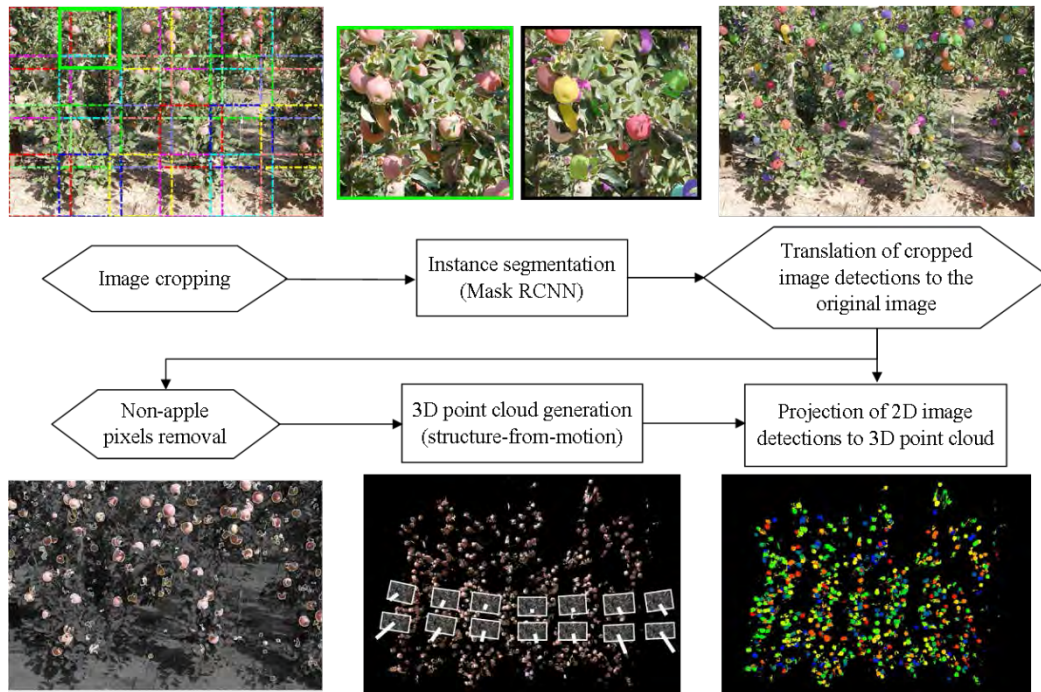 Image cropping
Instance segmentation
(Mask RCNN)
Translation of cropped
image detections to the
original image
Non-apple
pixels removal
3D point cloud generation
(structure-from-motion)
Projection of 2D image
detections to 3D point cloud